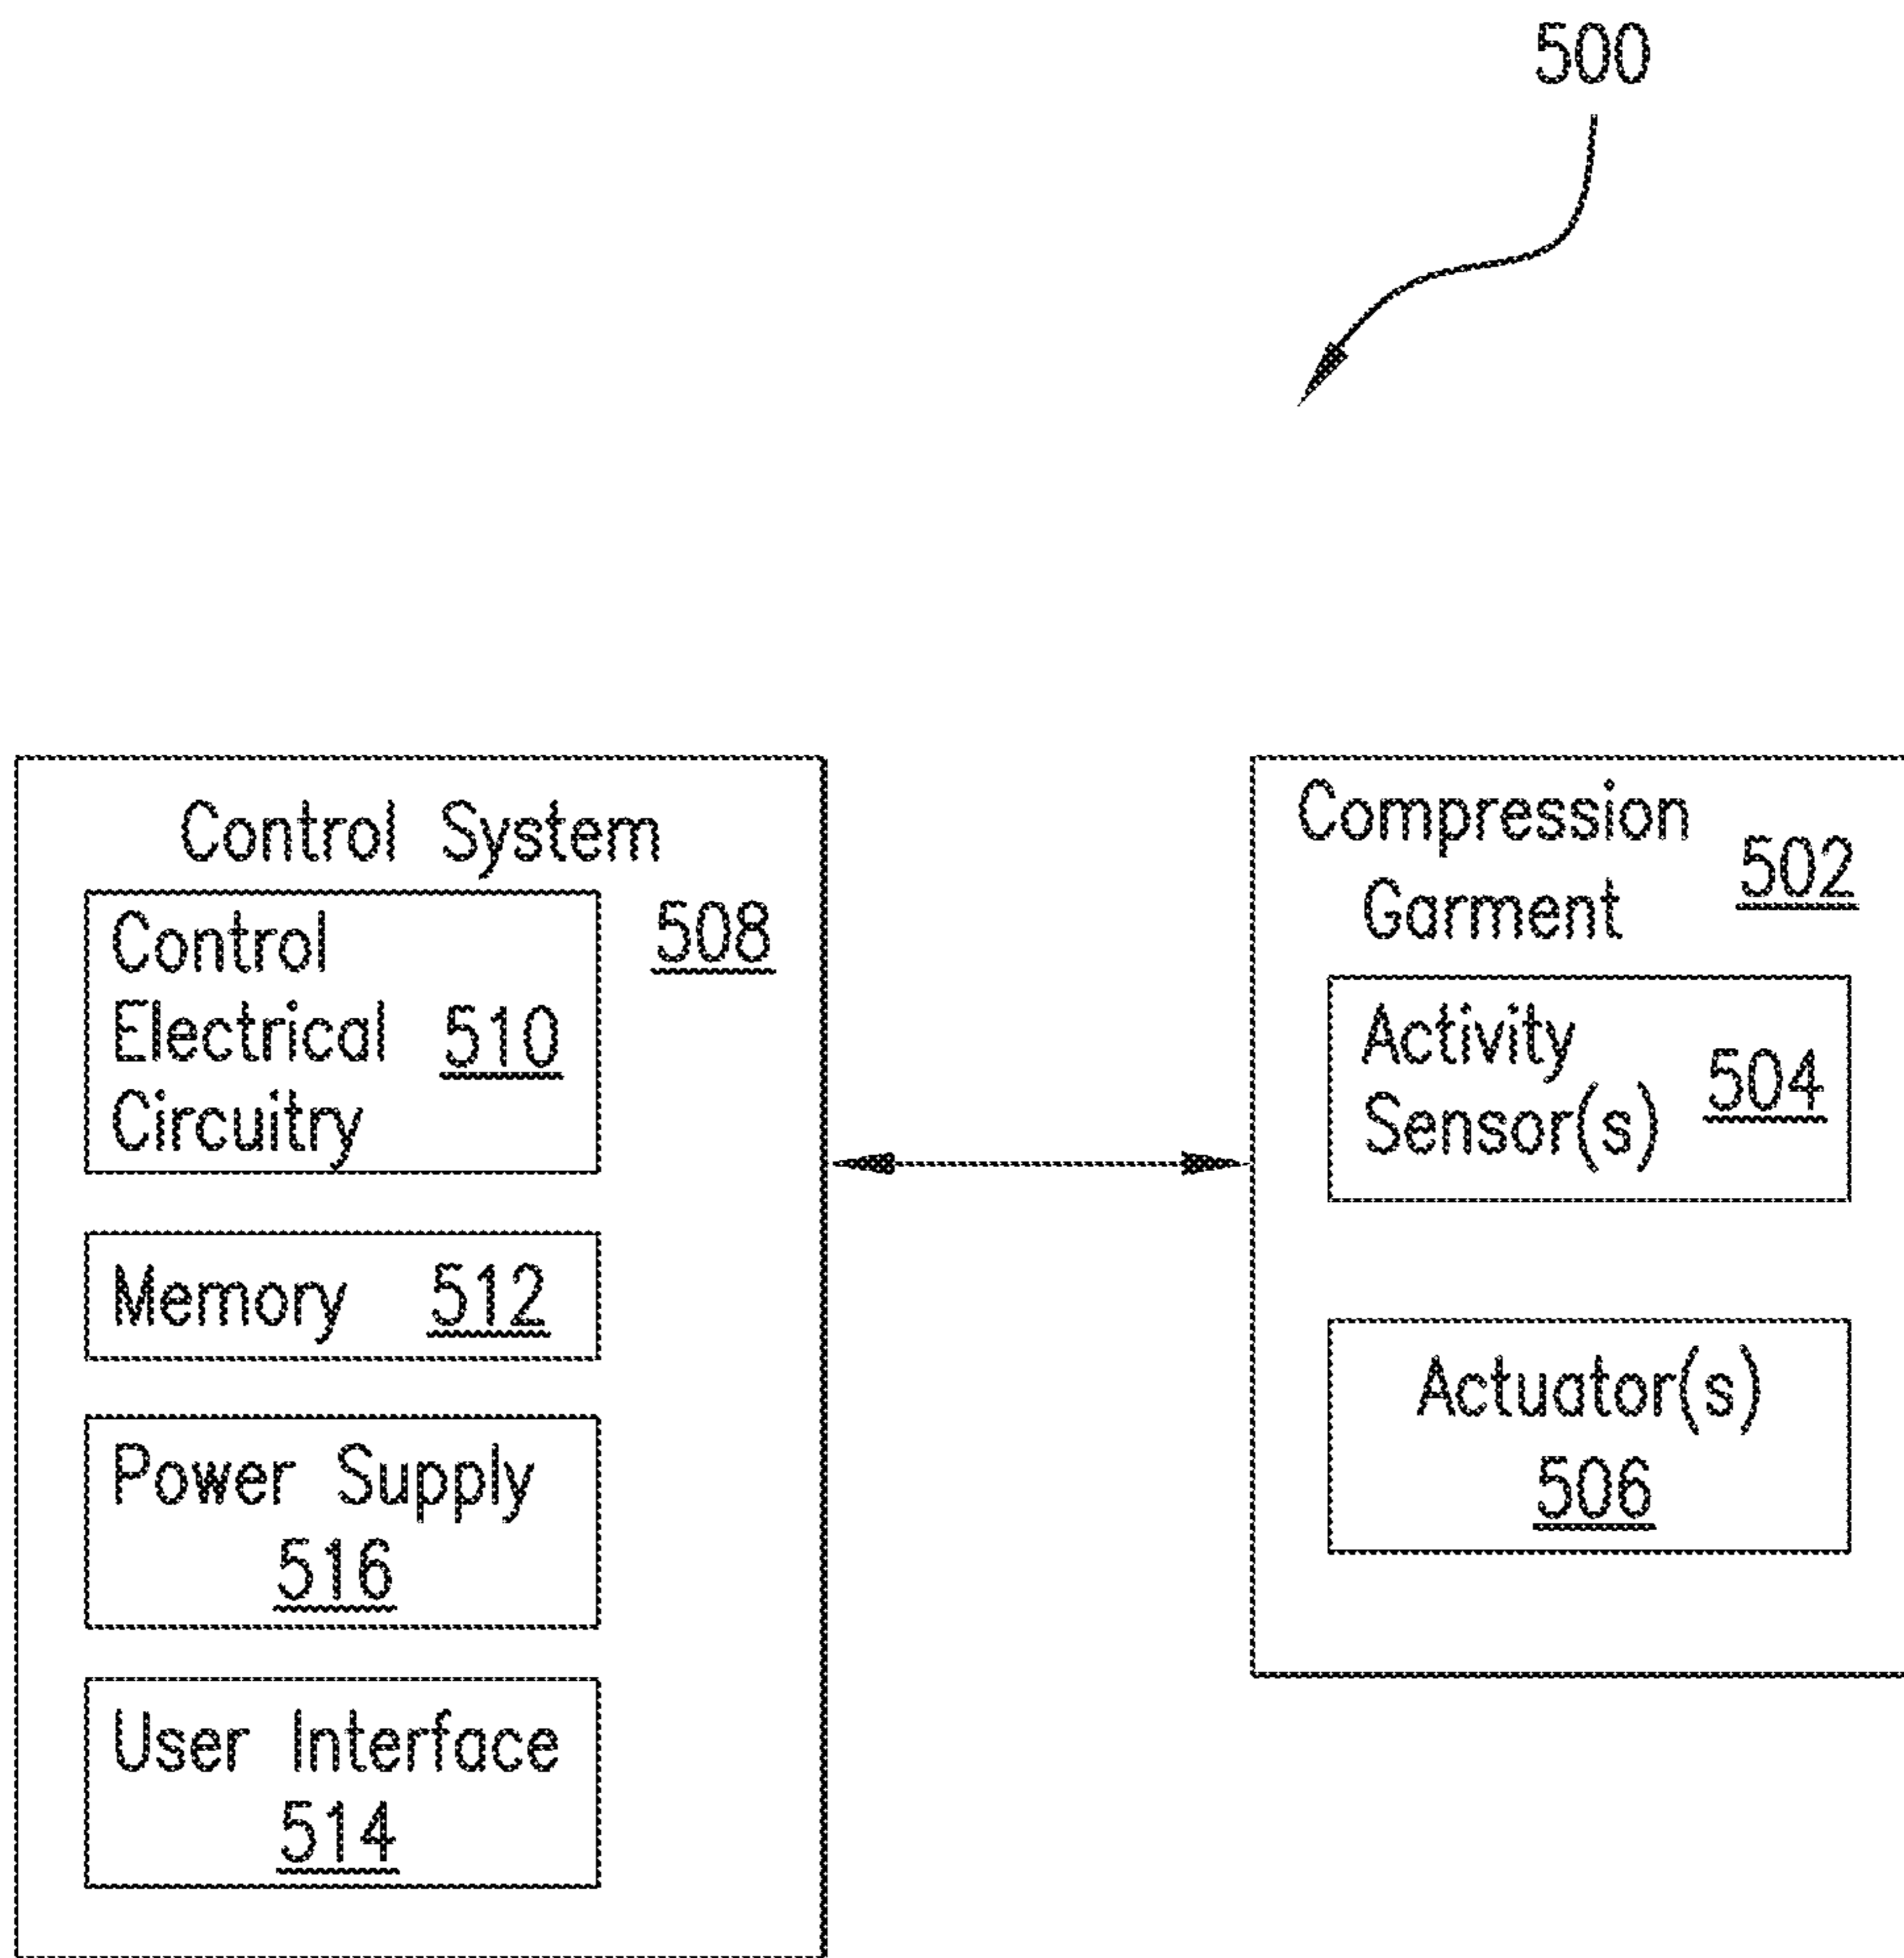 500
Control System
508
Control
Electrical 510
Circuitry
Memory 512
Power Supply
516
User Interface
514
Compression
Garment 502
Activity
Sensor(s) 504
Actuator(s)
506